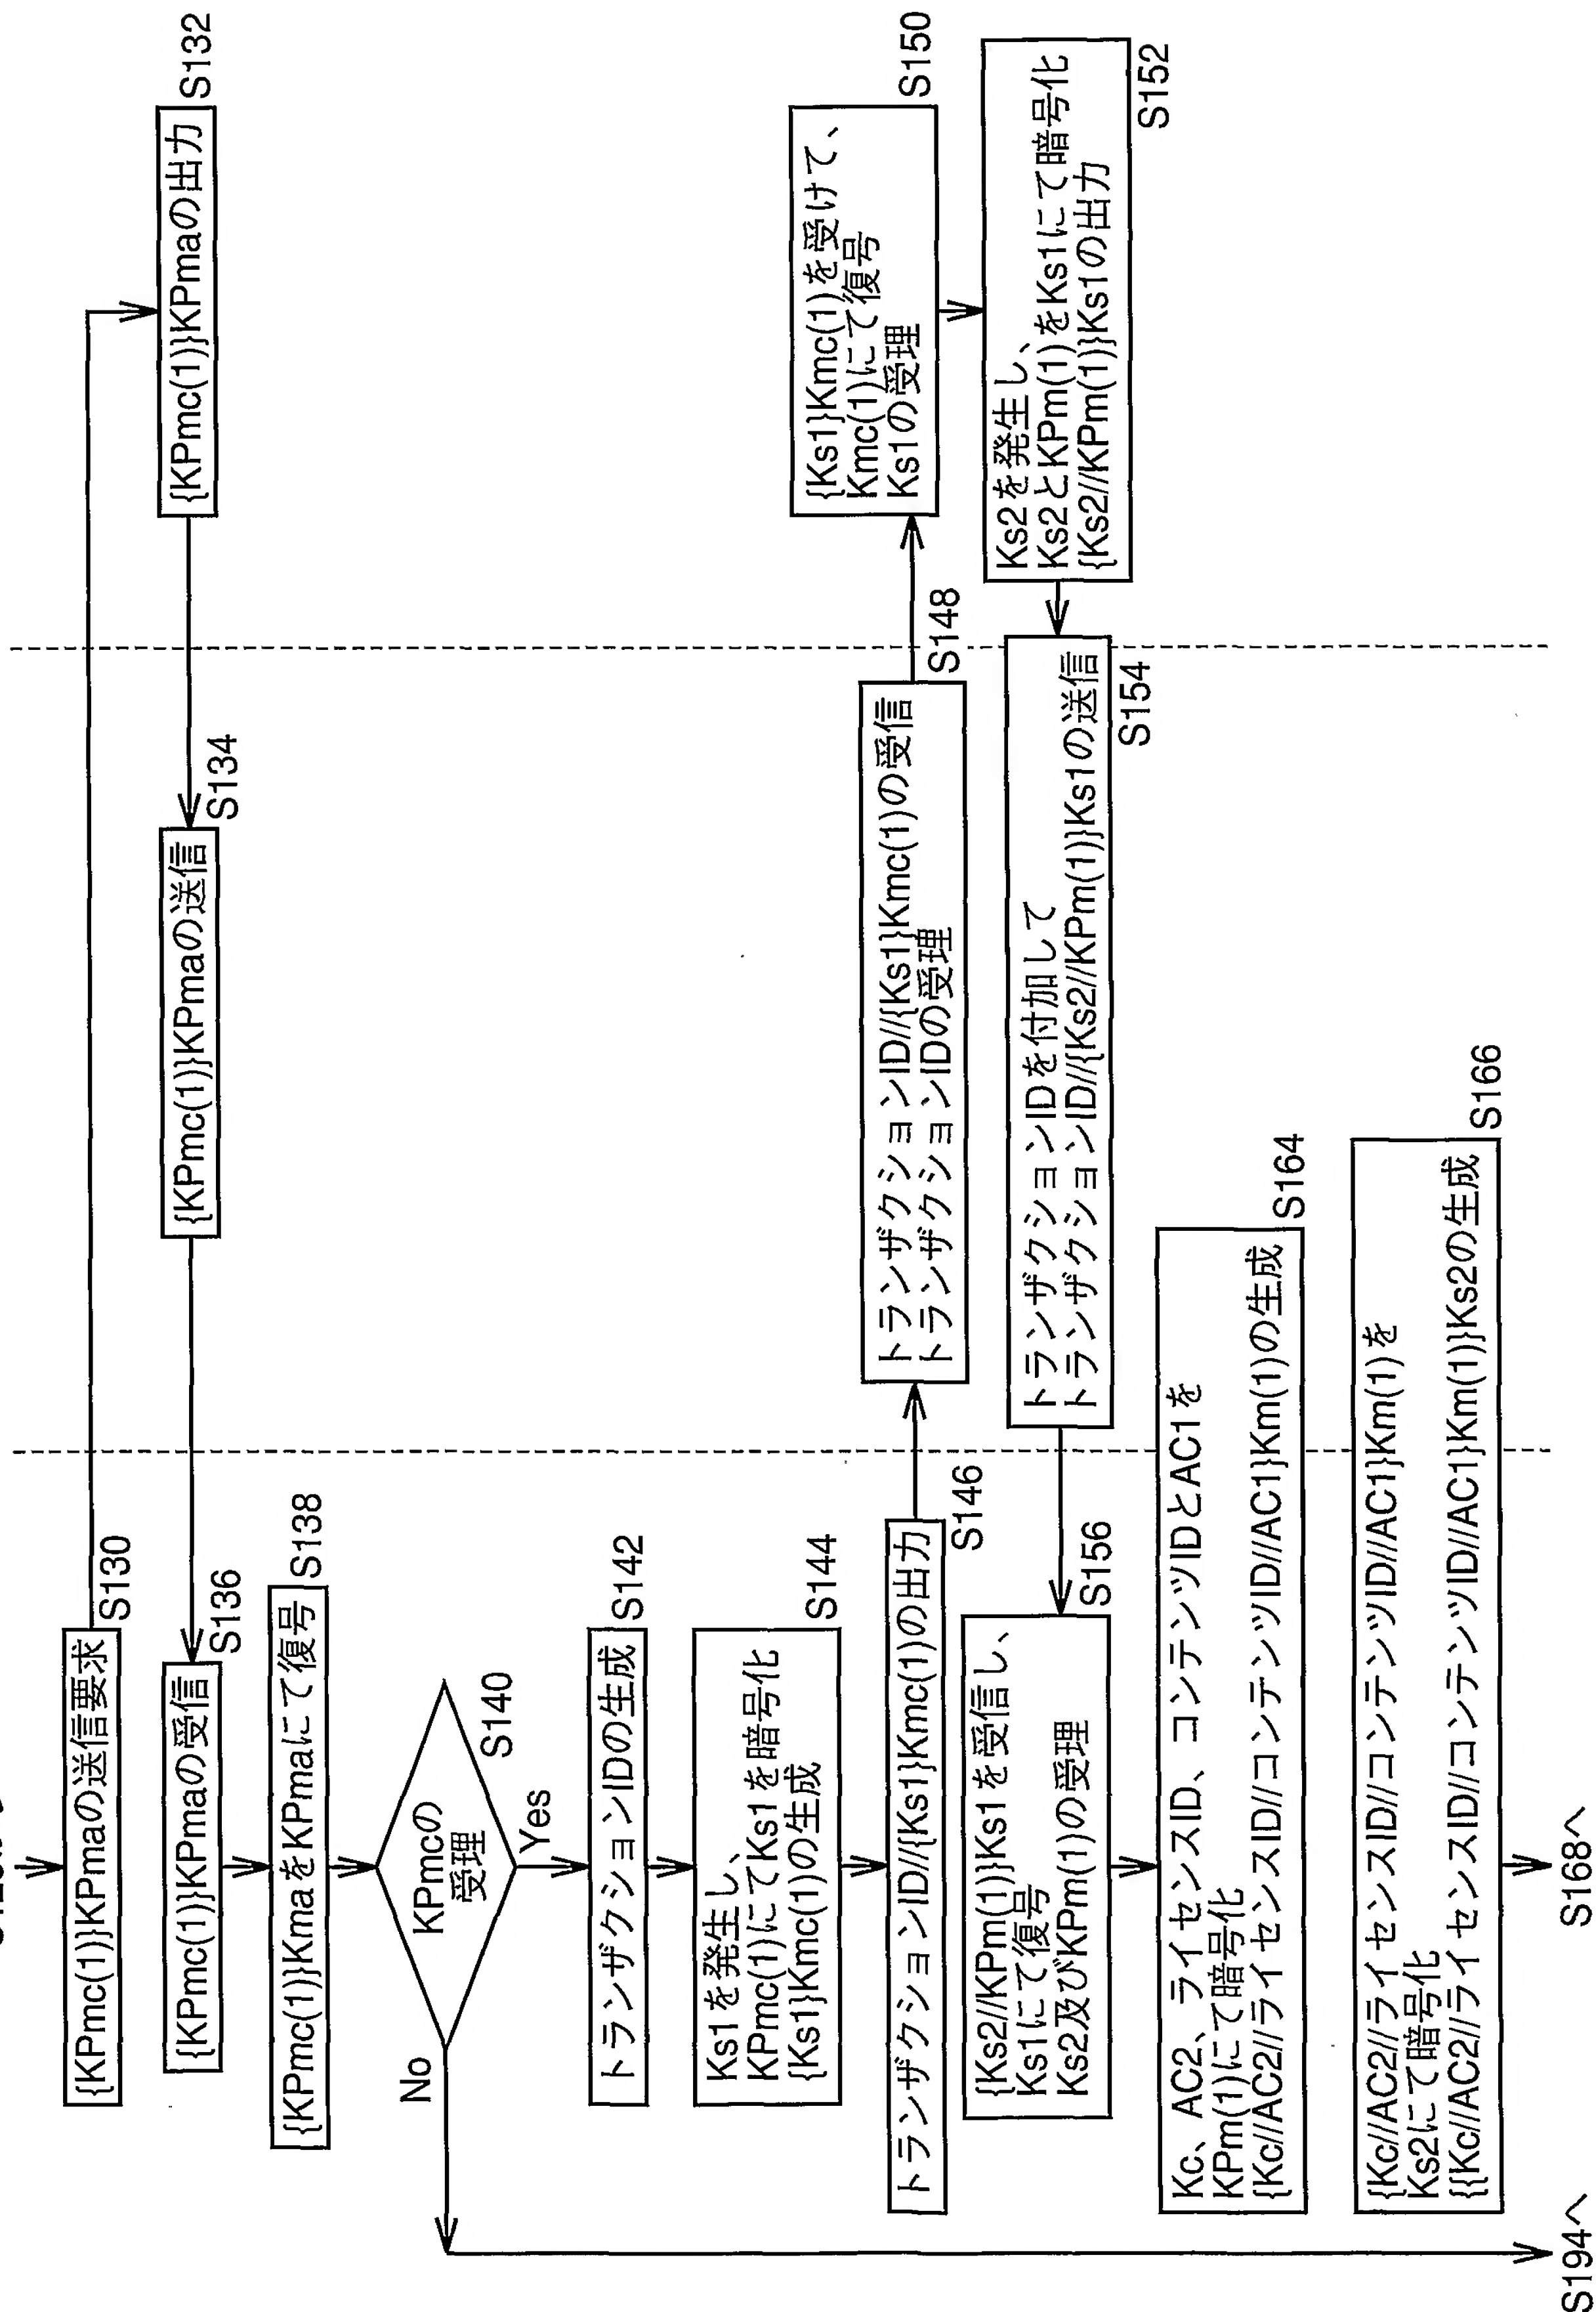 {KPmc(1)}KPmaの送信要求
S130
{KPmc(1)}KPmaの出力
S132
{KPmc(1)}KPmaの送信
S134
{KPmc(1)}KPmaの受信
S136
{KPmc(1)}KmaをKPmaにて復号
S138
KPmcの
受理
S140
No
Yes
トランザクションIDの生成
S142
Ks1を発生し、
KPmc(1)にてKs1を暗号化
{Ks1}Kmc(1)の生成
S144
トランザクションID//{Ks1}Kmc(1)の出力
S146
トランザクションID//{Ks1}Kmc(1)の受信
トランザクションIDの受理
S148
{Ks1}Kmc(1)を受けて、
Kmc(1)にて復号
Ks1の受理
S150
Ks2を発生し、
Ks2とKPm(1)をKs1にて暗号化
{Ks2//KPm(1)}Ks1の出力
S152
トランザクションIDを付加して
トランザクションID//{Ks2//KPm(1)}Ks1の送信
S154
{Ks2//KPm(1)}Ks1を受信し、
Ks1にて復号
Ks2及びKPm(1)の受理
S156
Kc、AC2、ライセンスID、コンテンツIDとAC1を
KPm(1)にて暗号化
{Kc//AC2//ライセンスID//コンテンツID//AC1}Km(1)の生成
S164
{Kc//AC2//ライセンスID//コンテンツID//AC1}Km(1)を
Ks2にて暗号化
{{Kc//AC2//ライセンスID//コンテンツID//AC1}Km(1)}Ks2の生成
S166
S168へ
S194へ